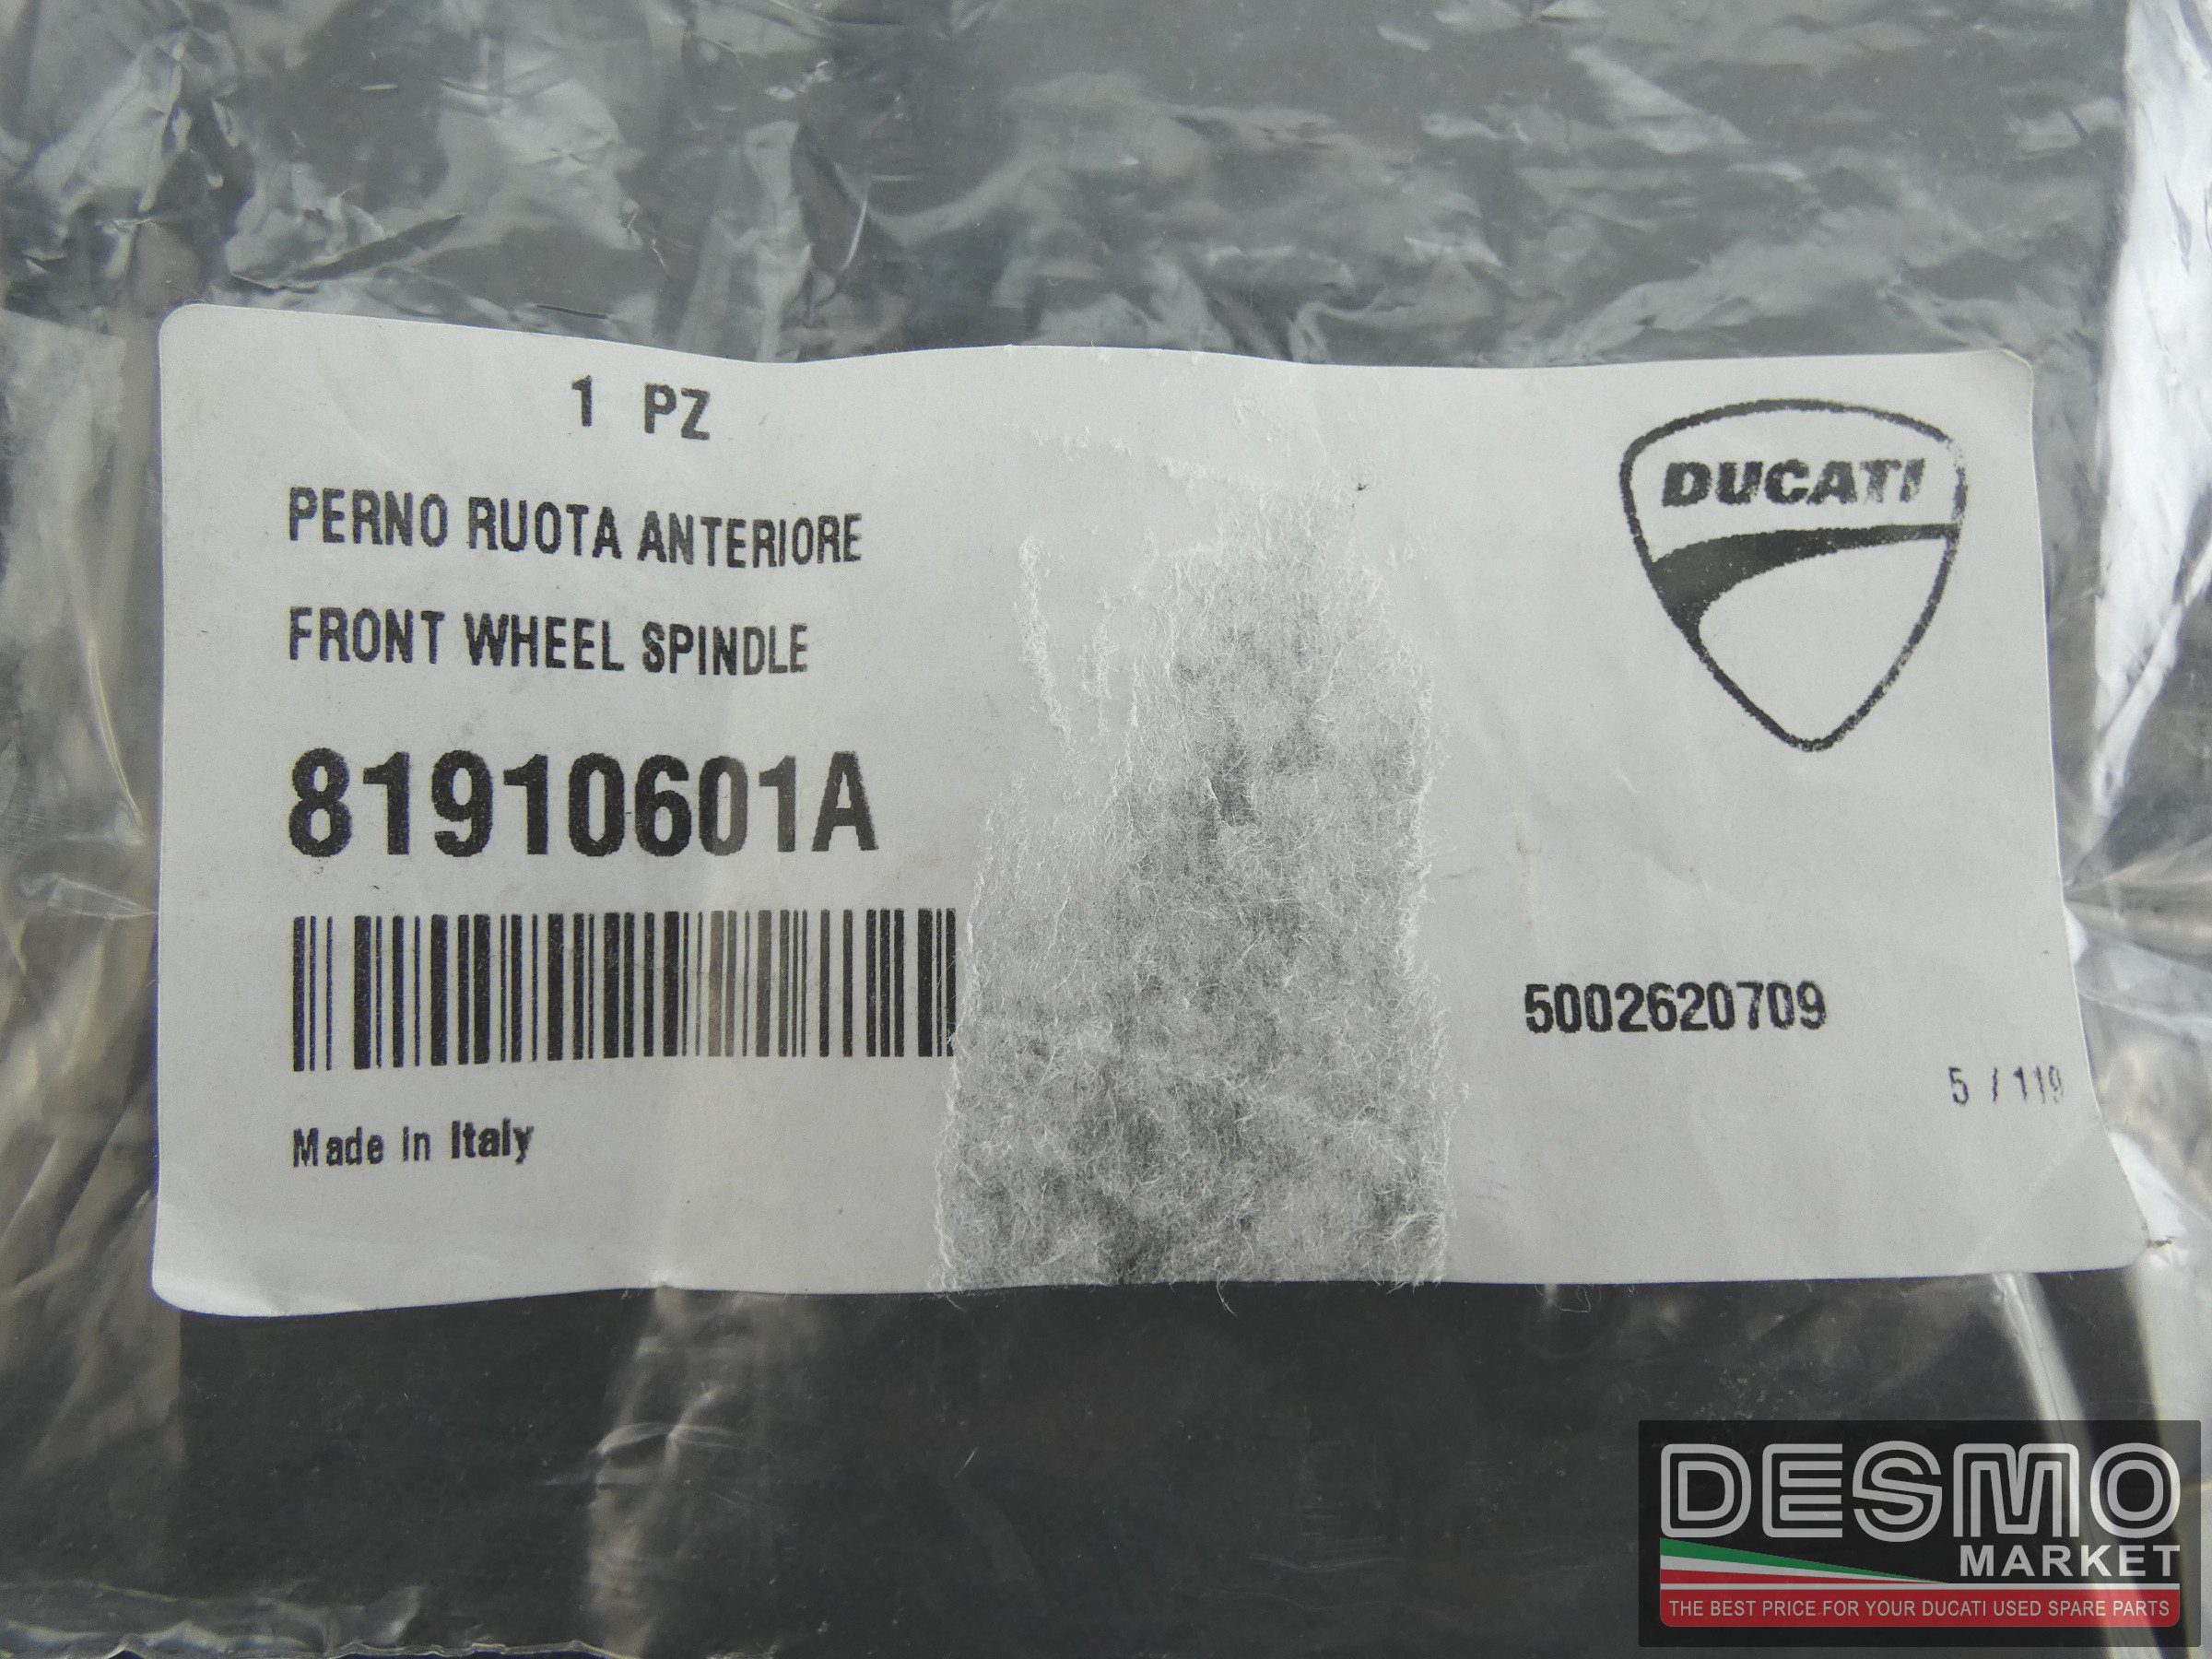 1 PZ
PERNO RUOTA ANTERIORE
FRONT WHEEL SPINDLE
81910601A
Made in Italy
DUCATI
5002620709
5 / 119
DESMO
MARKET
THE BEST PRICE FOR YOUR DUCATI USED SPARE PARTS